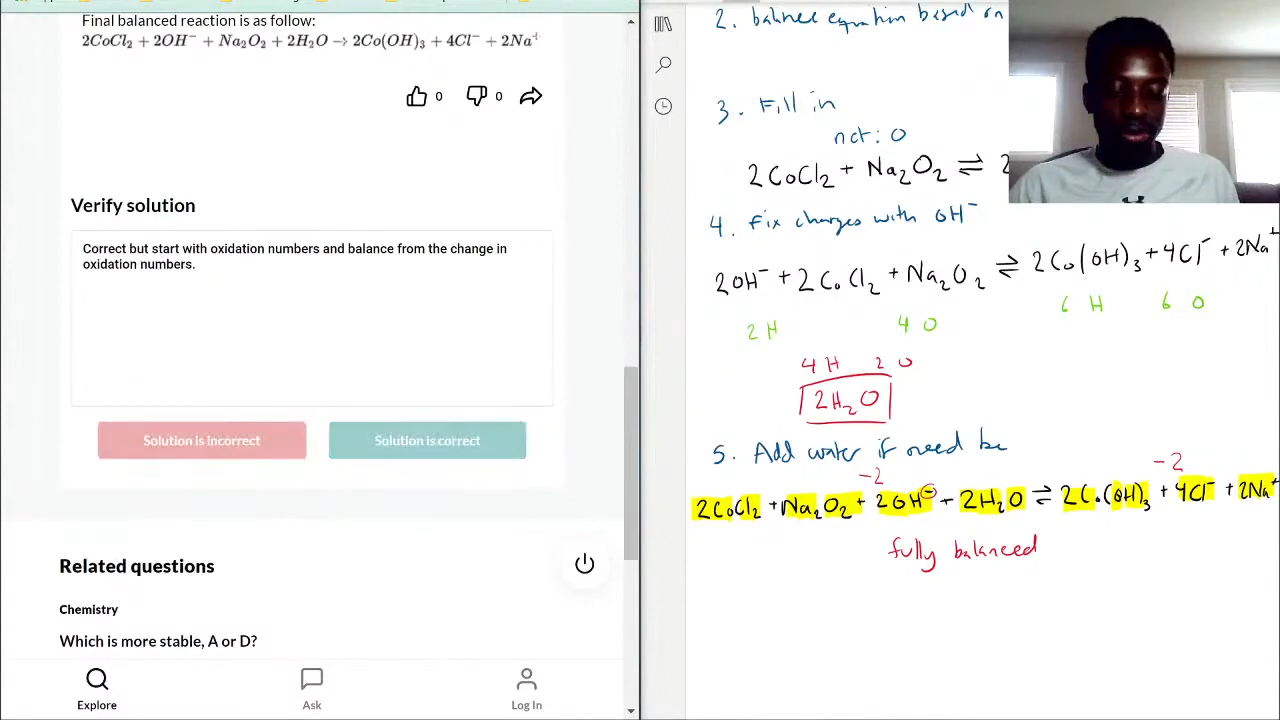 Final balanced reaction is as follow:
2CoCl₂ + 2OH⁻ + Na₂O₂ + 2H₂O → 2Co(OH)₃ + 4Cl⁻ + 2Na⁺
0
0
Verify solution
Correct but start with oxidation numbers and balance from the change in
oxidation numbers.
Solution is incorrect
Solution is correct
Related questions
Chemistry
Which is more stable, A or D?
Explore
Ask
Log In
2. balance equation based on
3. Fill in
net: 0
2CoCl₂ + Na₂O₂ ⇌ 2
4. Fix charges with OH⁻
2OH⁻ + 2CoCl₂ + Na₂O₂ ⇌ 2Co(OH)₃ + 4Cl⁻ + 2Na⁺
2 H 4 O 6 H 6 O
4 H 2 O
2H₂O
5. Add water if need be
-2 -2
2CoCl₂ + Na₂O₂ + 2OH⁻ + 2H₂O ⇌ 2Co(OH)₃ + 4Cl⁻ + 2Na⁺
fully balanced